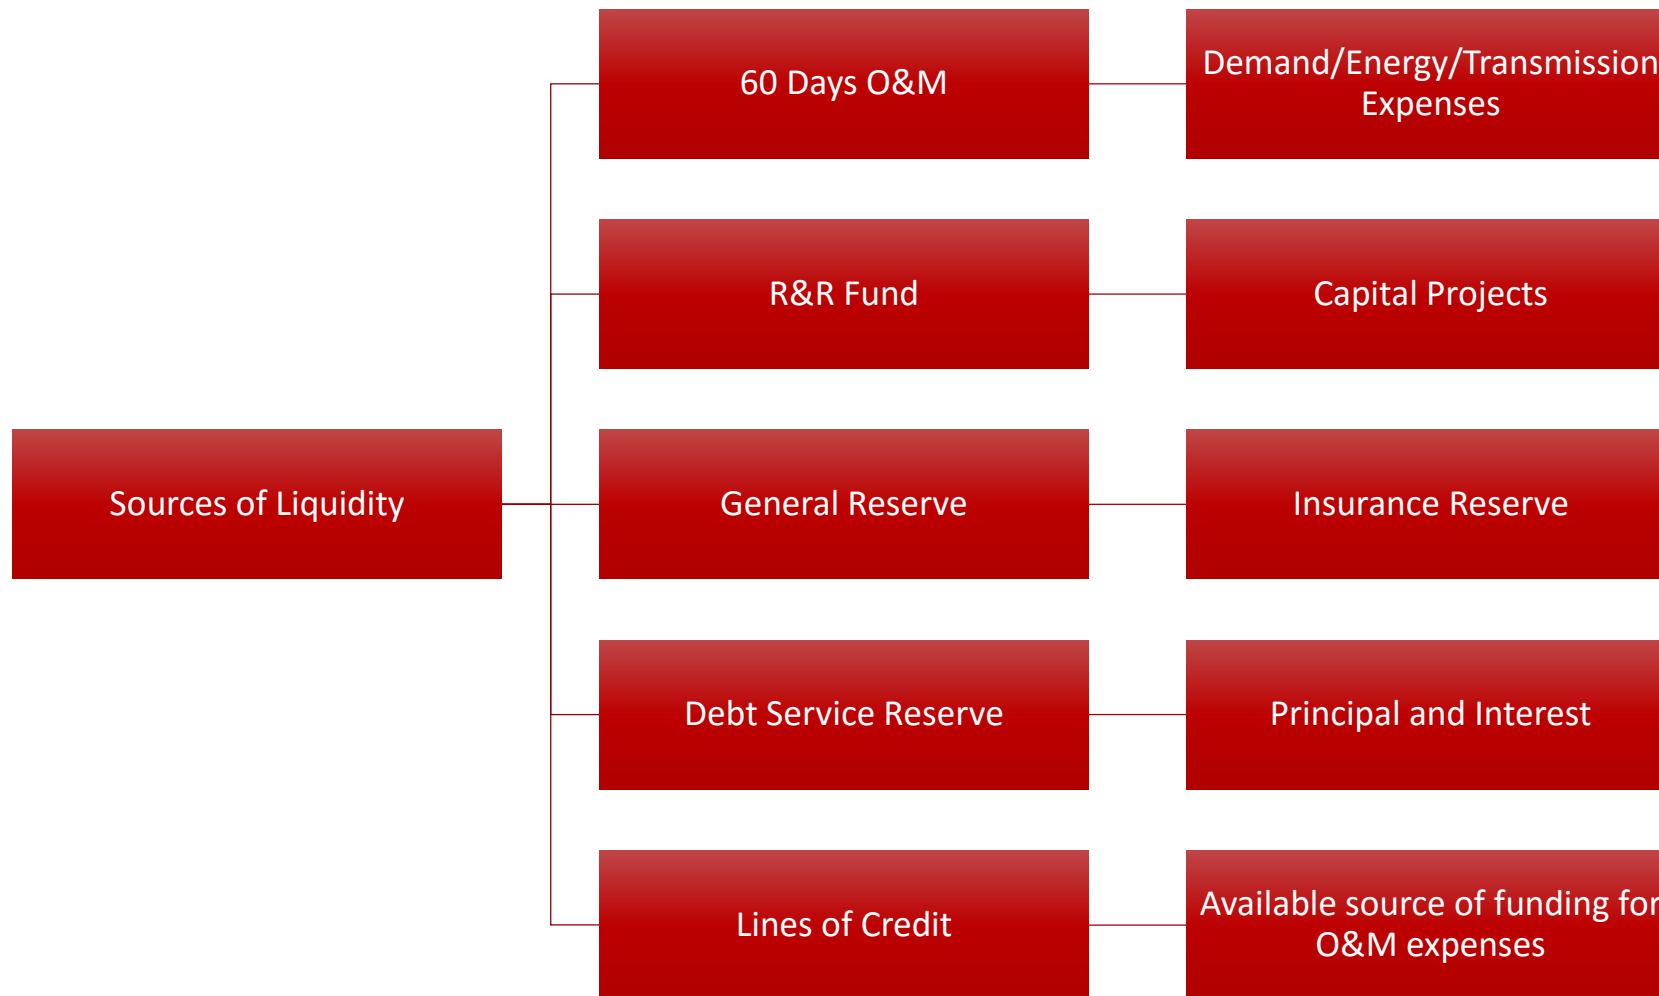 60 Days O&M
Demand/Energy/Transmission
Expenses
R&R Fund
Capital Projects
Sources of Liquidity
General Reserve
Insurance Reserve
Debt Service Reserve
Principal and Interest
Lines of Credit
Available source of funding for
O&M expenses